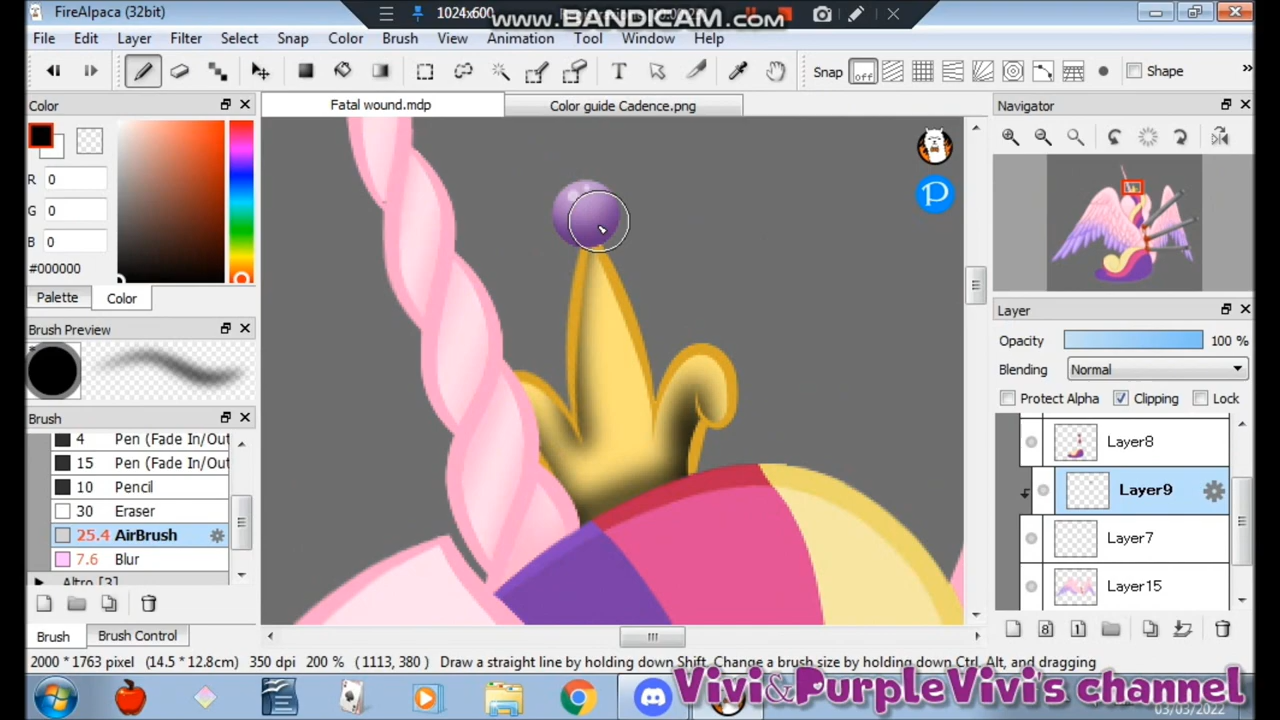 FireAlpaca (32bit)
1024x600
www.BANDICAM.com
File Edit Layer Filter Select Snap Color Brush View Animation Tool Window Help
T Snap off Shape »
Color
Fatal wound.mdp
Color guide Cadence.png
Navigator
R 0
G 0
B 0
#000000
Palette Color
Brush Preview
Brush
4 Pen (Fade In/Out
15 Pen (Fade In/Out
10 Pencil
30 Eraser
25.4 AirBrush
7.6 Blur
Altro [3]
Brush Brush Control
Layer
Opacity 100 %
Blending Normal
Protect Alpha Clipping Lock
Layer8
Layer9
Layer7
Layer15
2000 * 1763 pixel (14.5 * 12.8cm) 350 dpi 200 % (1113, 380) Draw a straight line by holding down Shift, Change a brush size by holding down Ctrl, Alt, and dragging
Vivi&PurpleVivi's channel
03/03/2022